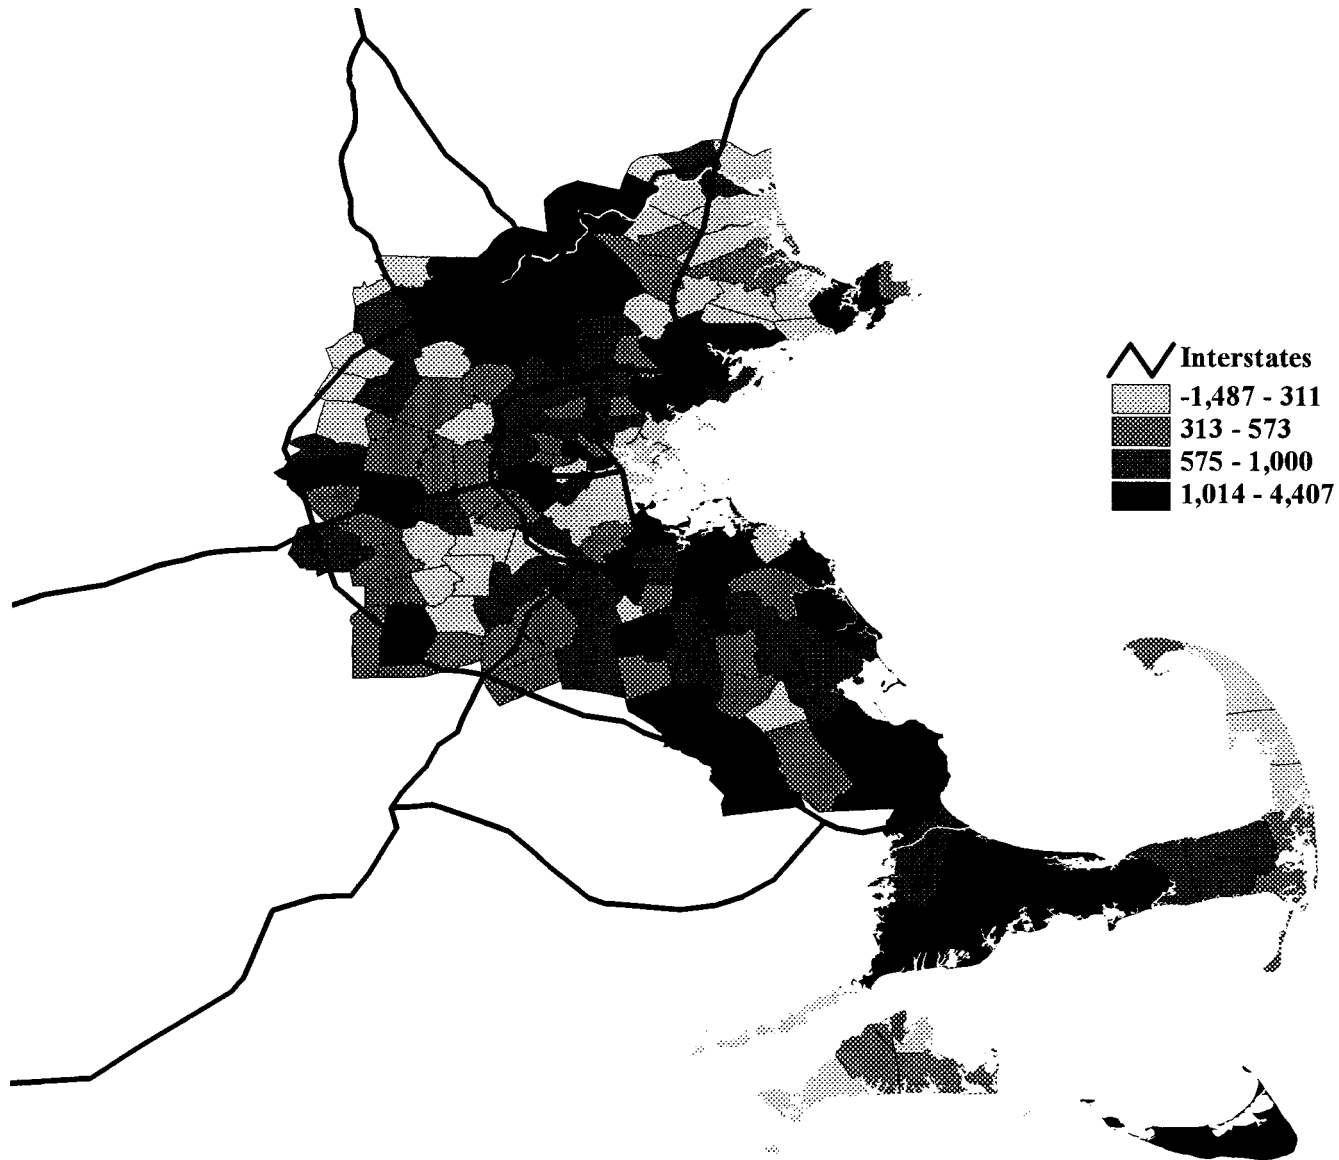 Interstates
-1,487 - 311
313 - 573
575 - 1,000
1,014 - 4,407